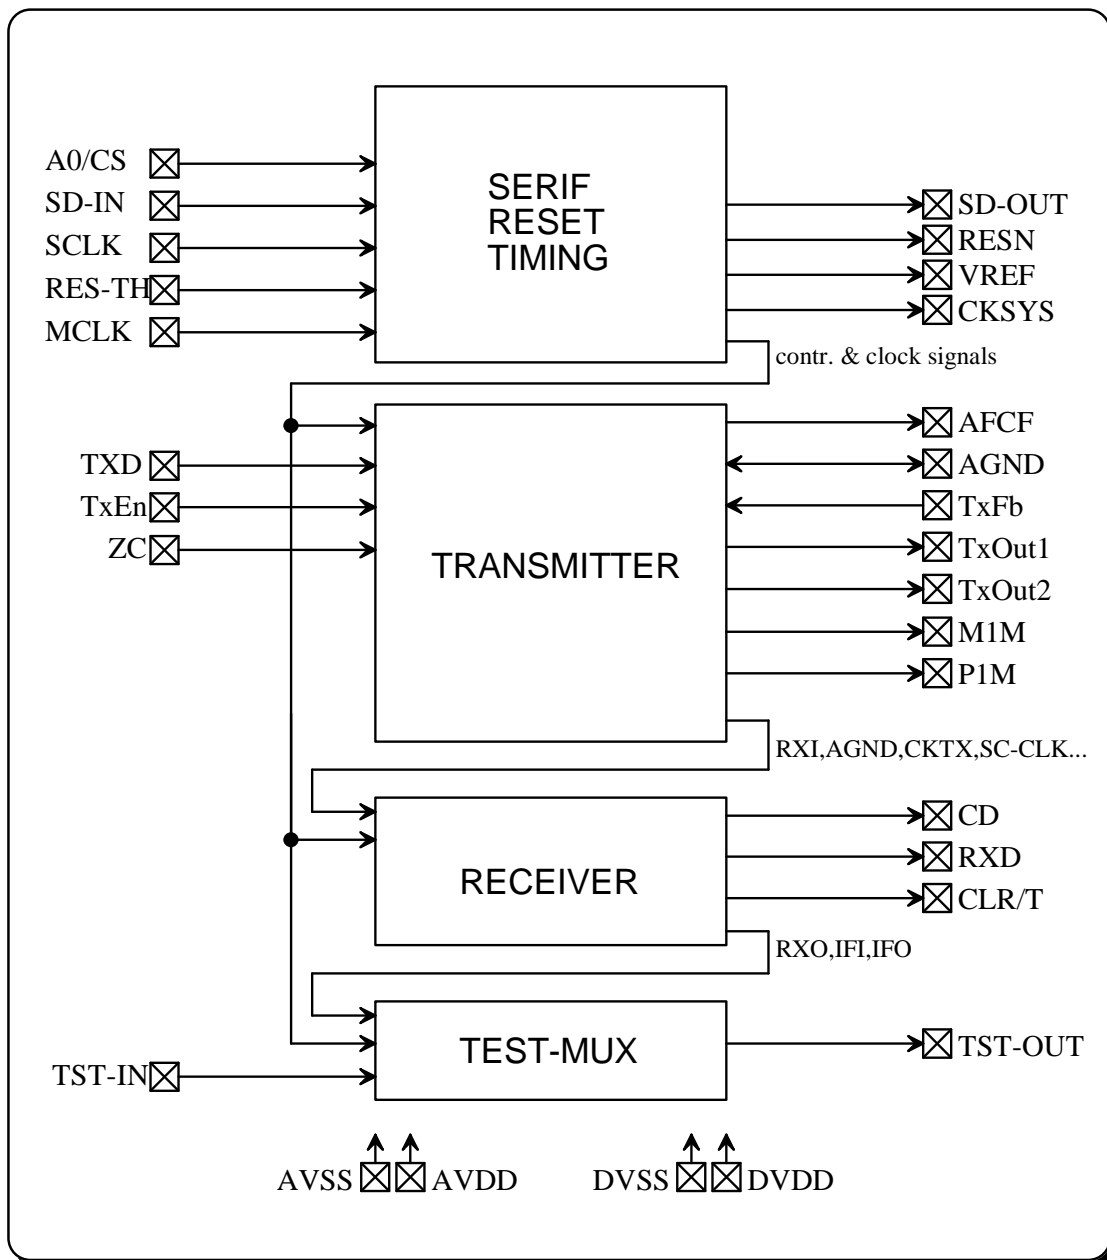 A0/CS
SD-IN
SCLK
RES-TH
MCLK
SERIF
RESET
TIMING
SD-OUT
RESN
VREF
CKSYS
contr. & clock signals
TXD
TxEn
ZC
TRANSMITTER
AFCF
AGND
TxFb
TxOut1
TxOut2
M1M
P1M
RXI,AGND,CKTX,SC-CLK...
RECEIVER
CD
RXD
CLR/T
RXO,IFI,IFO
TST-IN
TEST-MUX
TST-OUT
AVSS AVDD DVSS DVDD